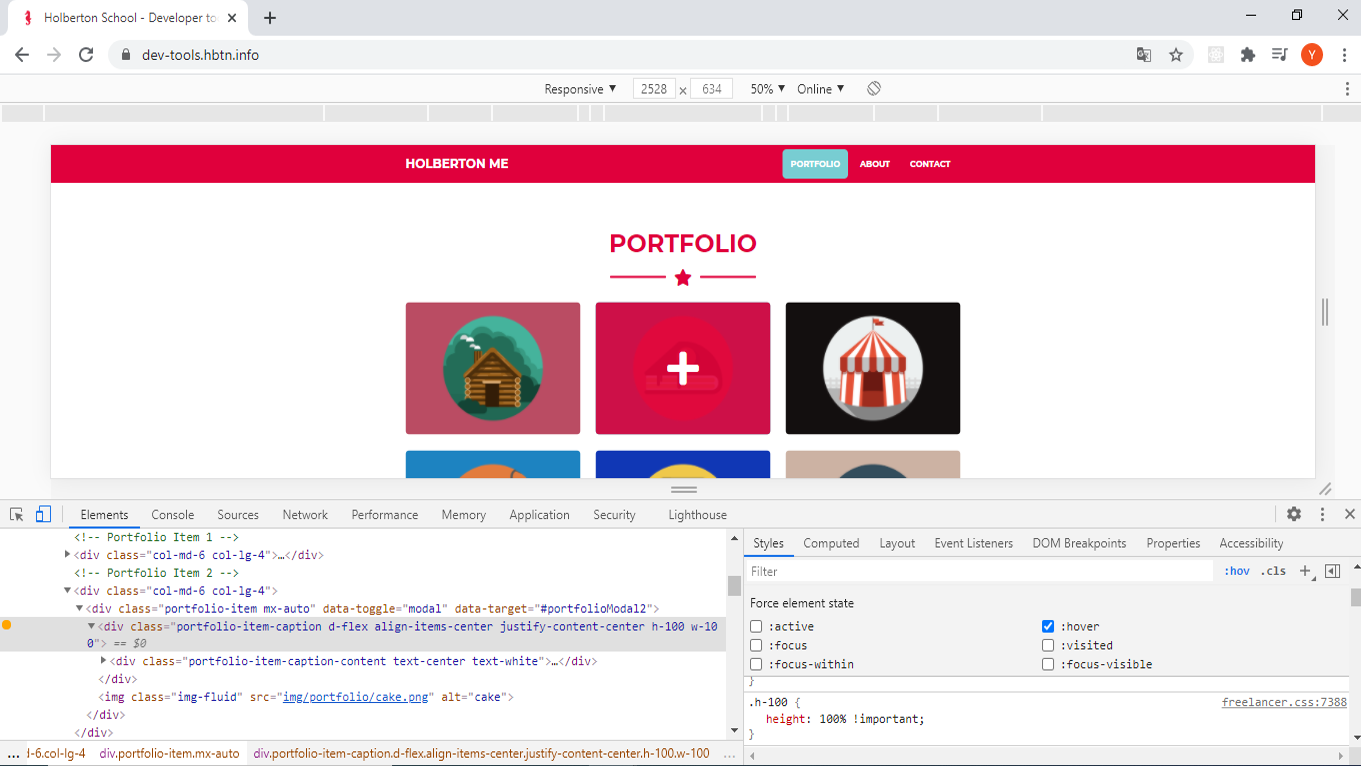 Holberton School - Developer to
dev-tools.hbtn.info
Y
Responsive ▼ 2528 × 634 50% ▼ Online ▼
HOLBERTON ME PORTFOLIO ABOUT CONTACT
PORTFOLIO
Elements Console Sources Network Performance Memory Application Security Lighthouse
<!-- Portfolio Item 1 -->
<div class="col-md-6 col-lg-4">…</div>
<!-- Portfolio Item 2 -->
<div class="col-md-6 col-lg-4">
<div class="portfolio-item mx-auto" data-toggle="modal" data-target="#portfolioModal2">
<div class="portfolio-item-caption d-flex align-items-center justify-content-center h-100 w-10
0"> == $0
<div class="portfolio-item-caption-content text-center text-white">…</div>
</div>
<img class="img-fluid" src="img/portfolio/cake.png" alt="cake">
</div>
</div>
… d-6.col-lg-4 div.portfolio-item.mx-auto div.portfolio-item-caption.d-flex.align-items-center.justify-content-center.h-100.w-100 …
Styles Computed Layout Event Listeners DOM Breakpoints Properties Accessibility
Filter :hov .cls +
Force element state
:active :hover
:focus :visited
:focus-within :focus-visible
}
.h-100 { freelancer.css:7388
height: 100% !important;
}